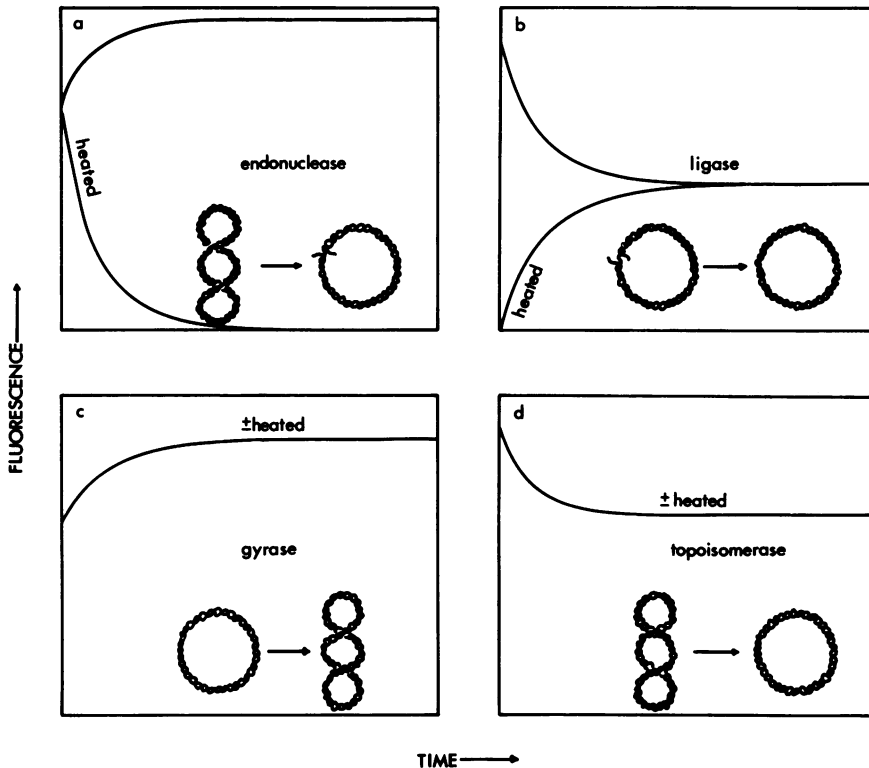 a
heated
endonuclease
b
ligase
heated
c
±heated
gyrase
d
± heated
topoisomerase
FLUORESCENCE
TIME